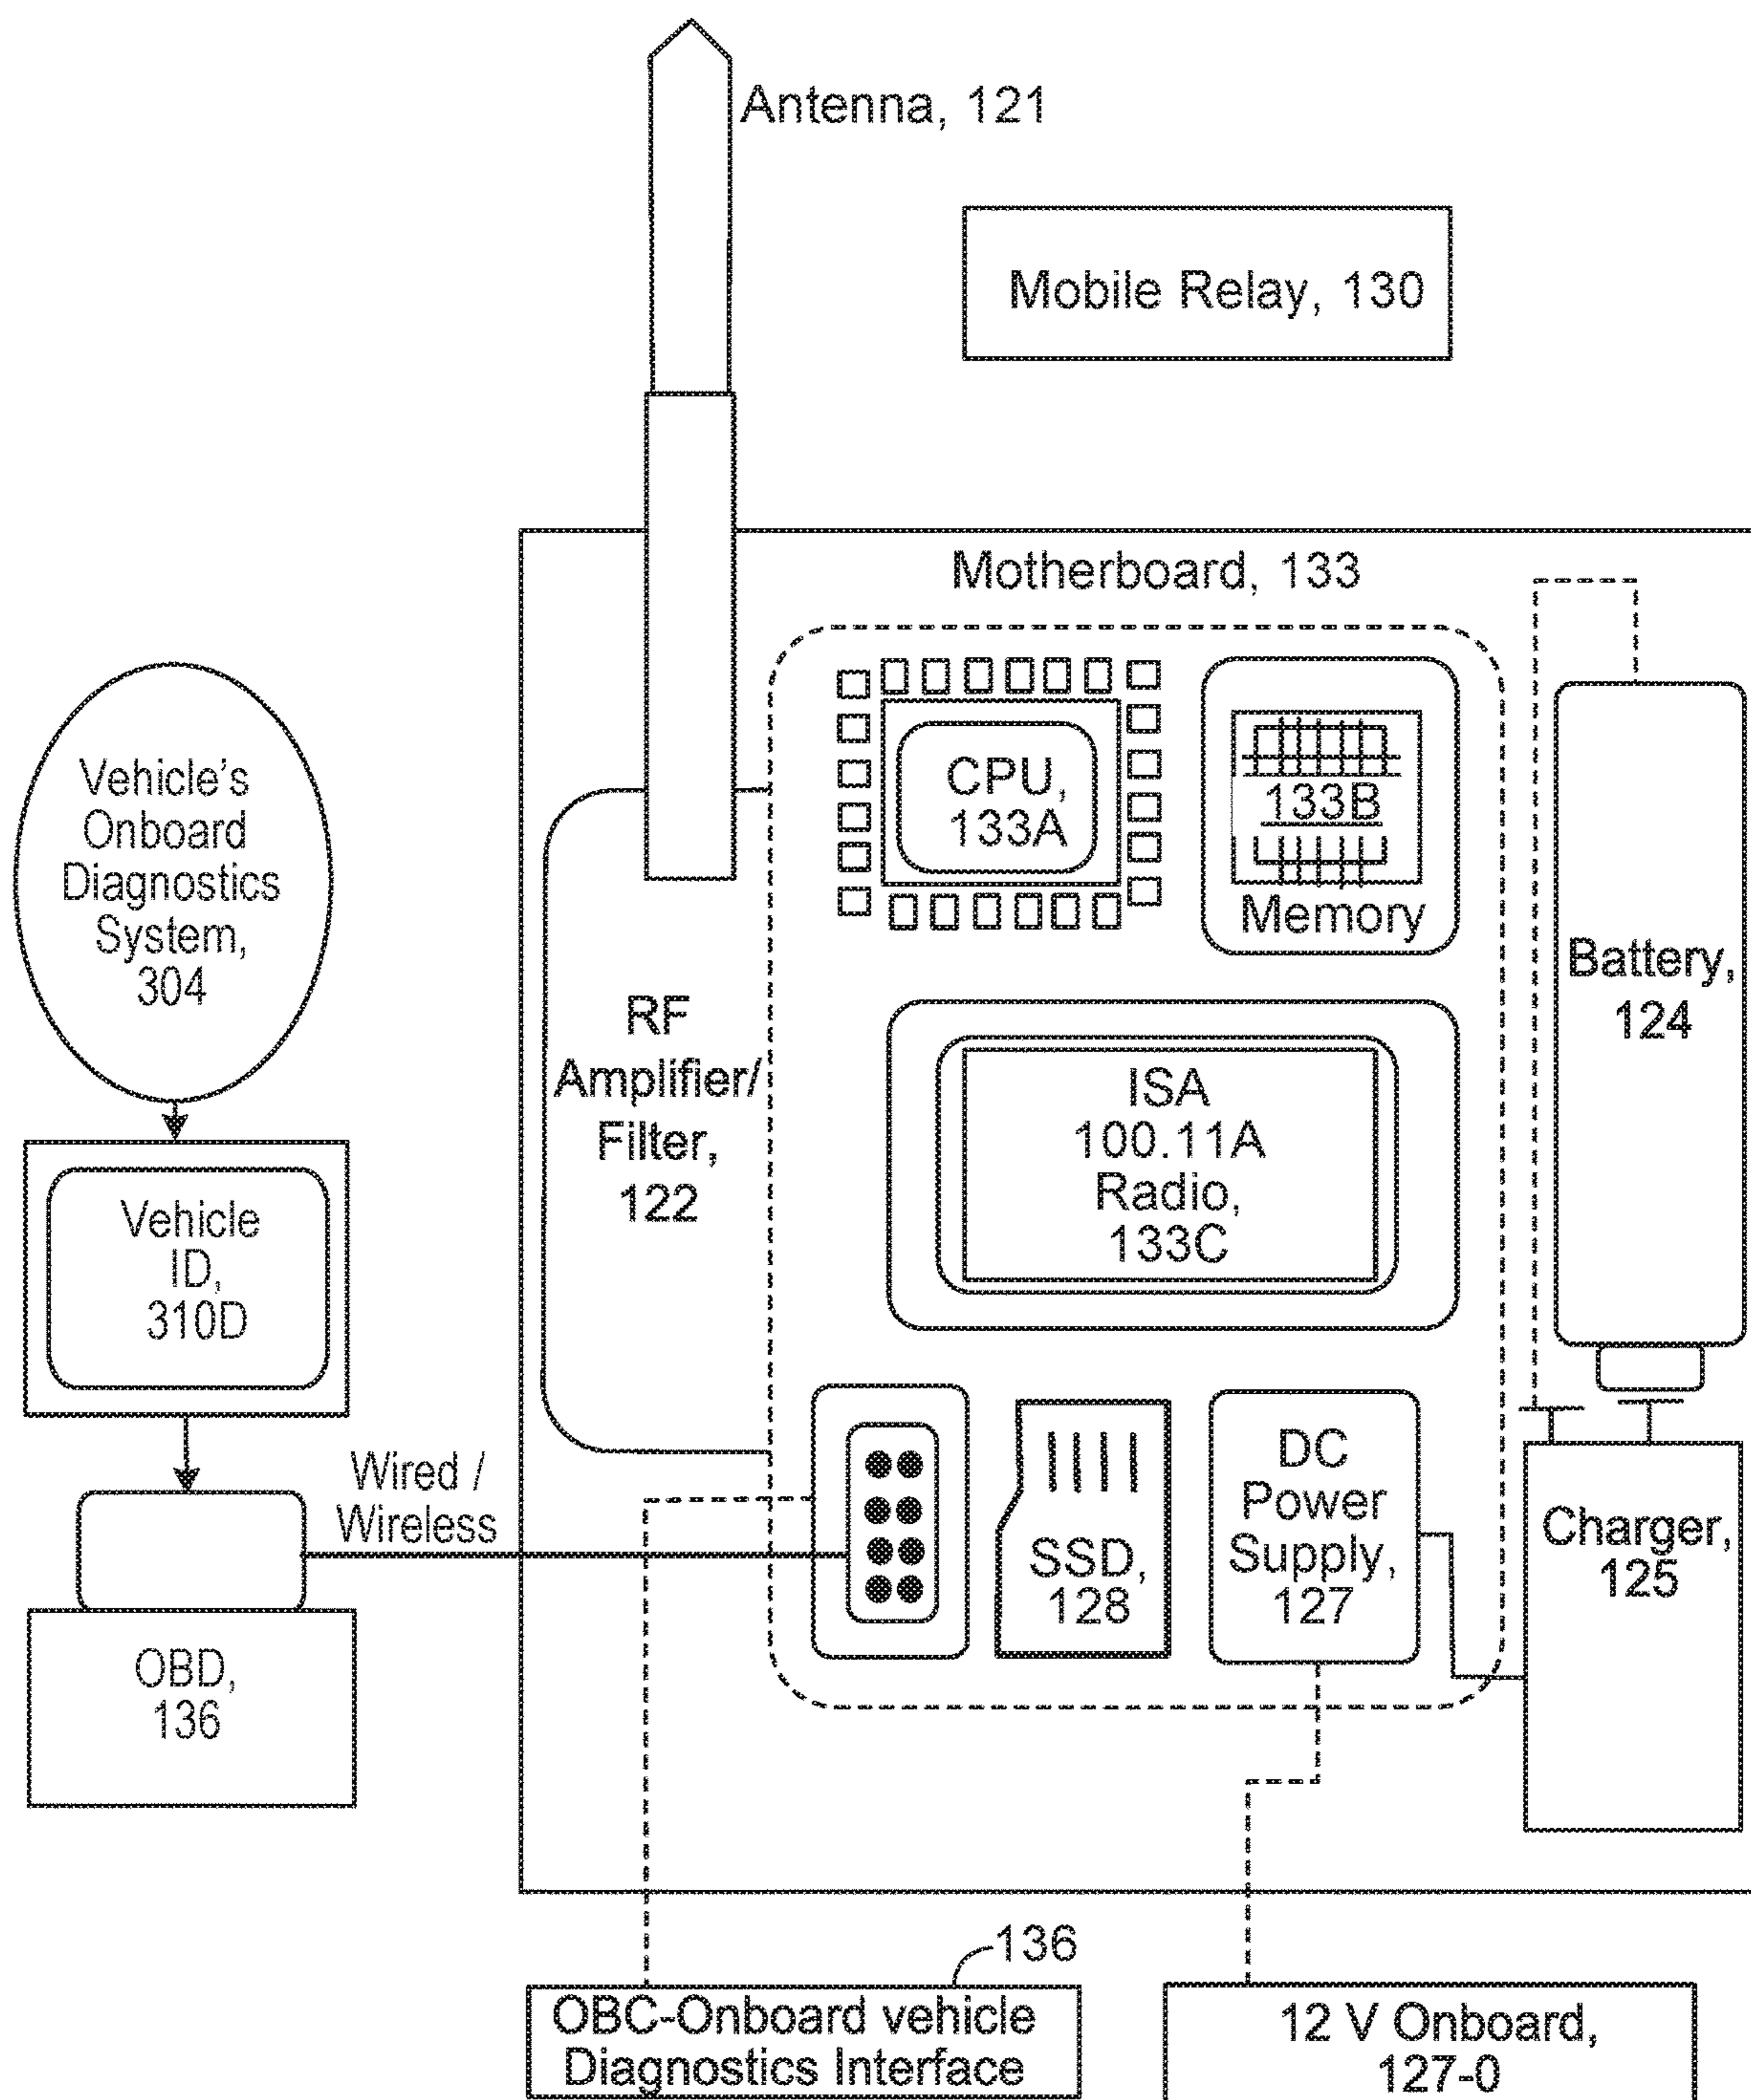 Antenna, 121
Mobile Relay, 130
Motherboard, 133
Vehicle's
Onboard
Diagnostics
System,
304
CPU,
133A
133B
Memory
Battery,
124
RF
Amplifier/
Filter,
122
ISA
100.11A
Radio,
133C
Vehicle
ID,
310D
Wired /
Wireless
SSD,
128
DC
Power
Supply,
127
Charger,
125
OBD,
136
136
OBC-Onboard vehicle
Diagnostics Interface
12 V Onboard,
127-0